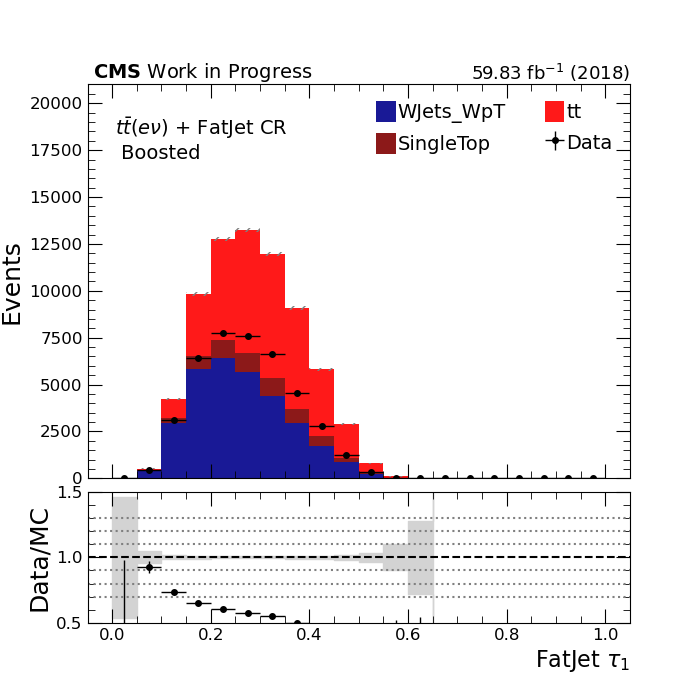 CMS Work in Progress 59.83 fb⁻¹ (2018)
tt̄(eν) + FatJet CR
Boosted
WJets_WpT tt
SingleTop Data
Events
20000
17500
15000
12500
10000
7500
5000
2500
0
Data/MC
1.5
1.0
0.5
0.0 0.2 0.4 0.6 0.8 1.0
FatJet τ₁